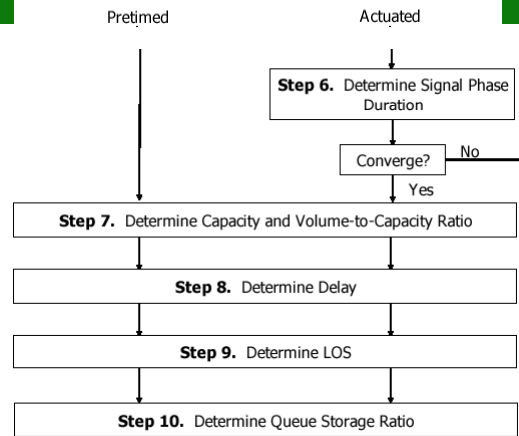 Pretimed
Actuated
Step 6. Determine Signal Phase
Duration
Converge?
No
Yes
Step 7. Determine Capacity and Volume-to-Capacity Ratio
Step 8. Determine Delay
Step 9. Determine LOS
Step 10. Determine Queue Storage Ratio